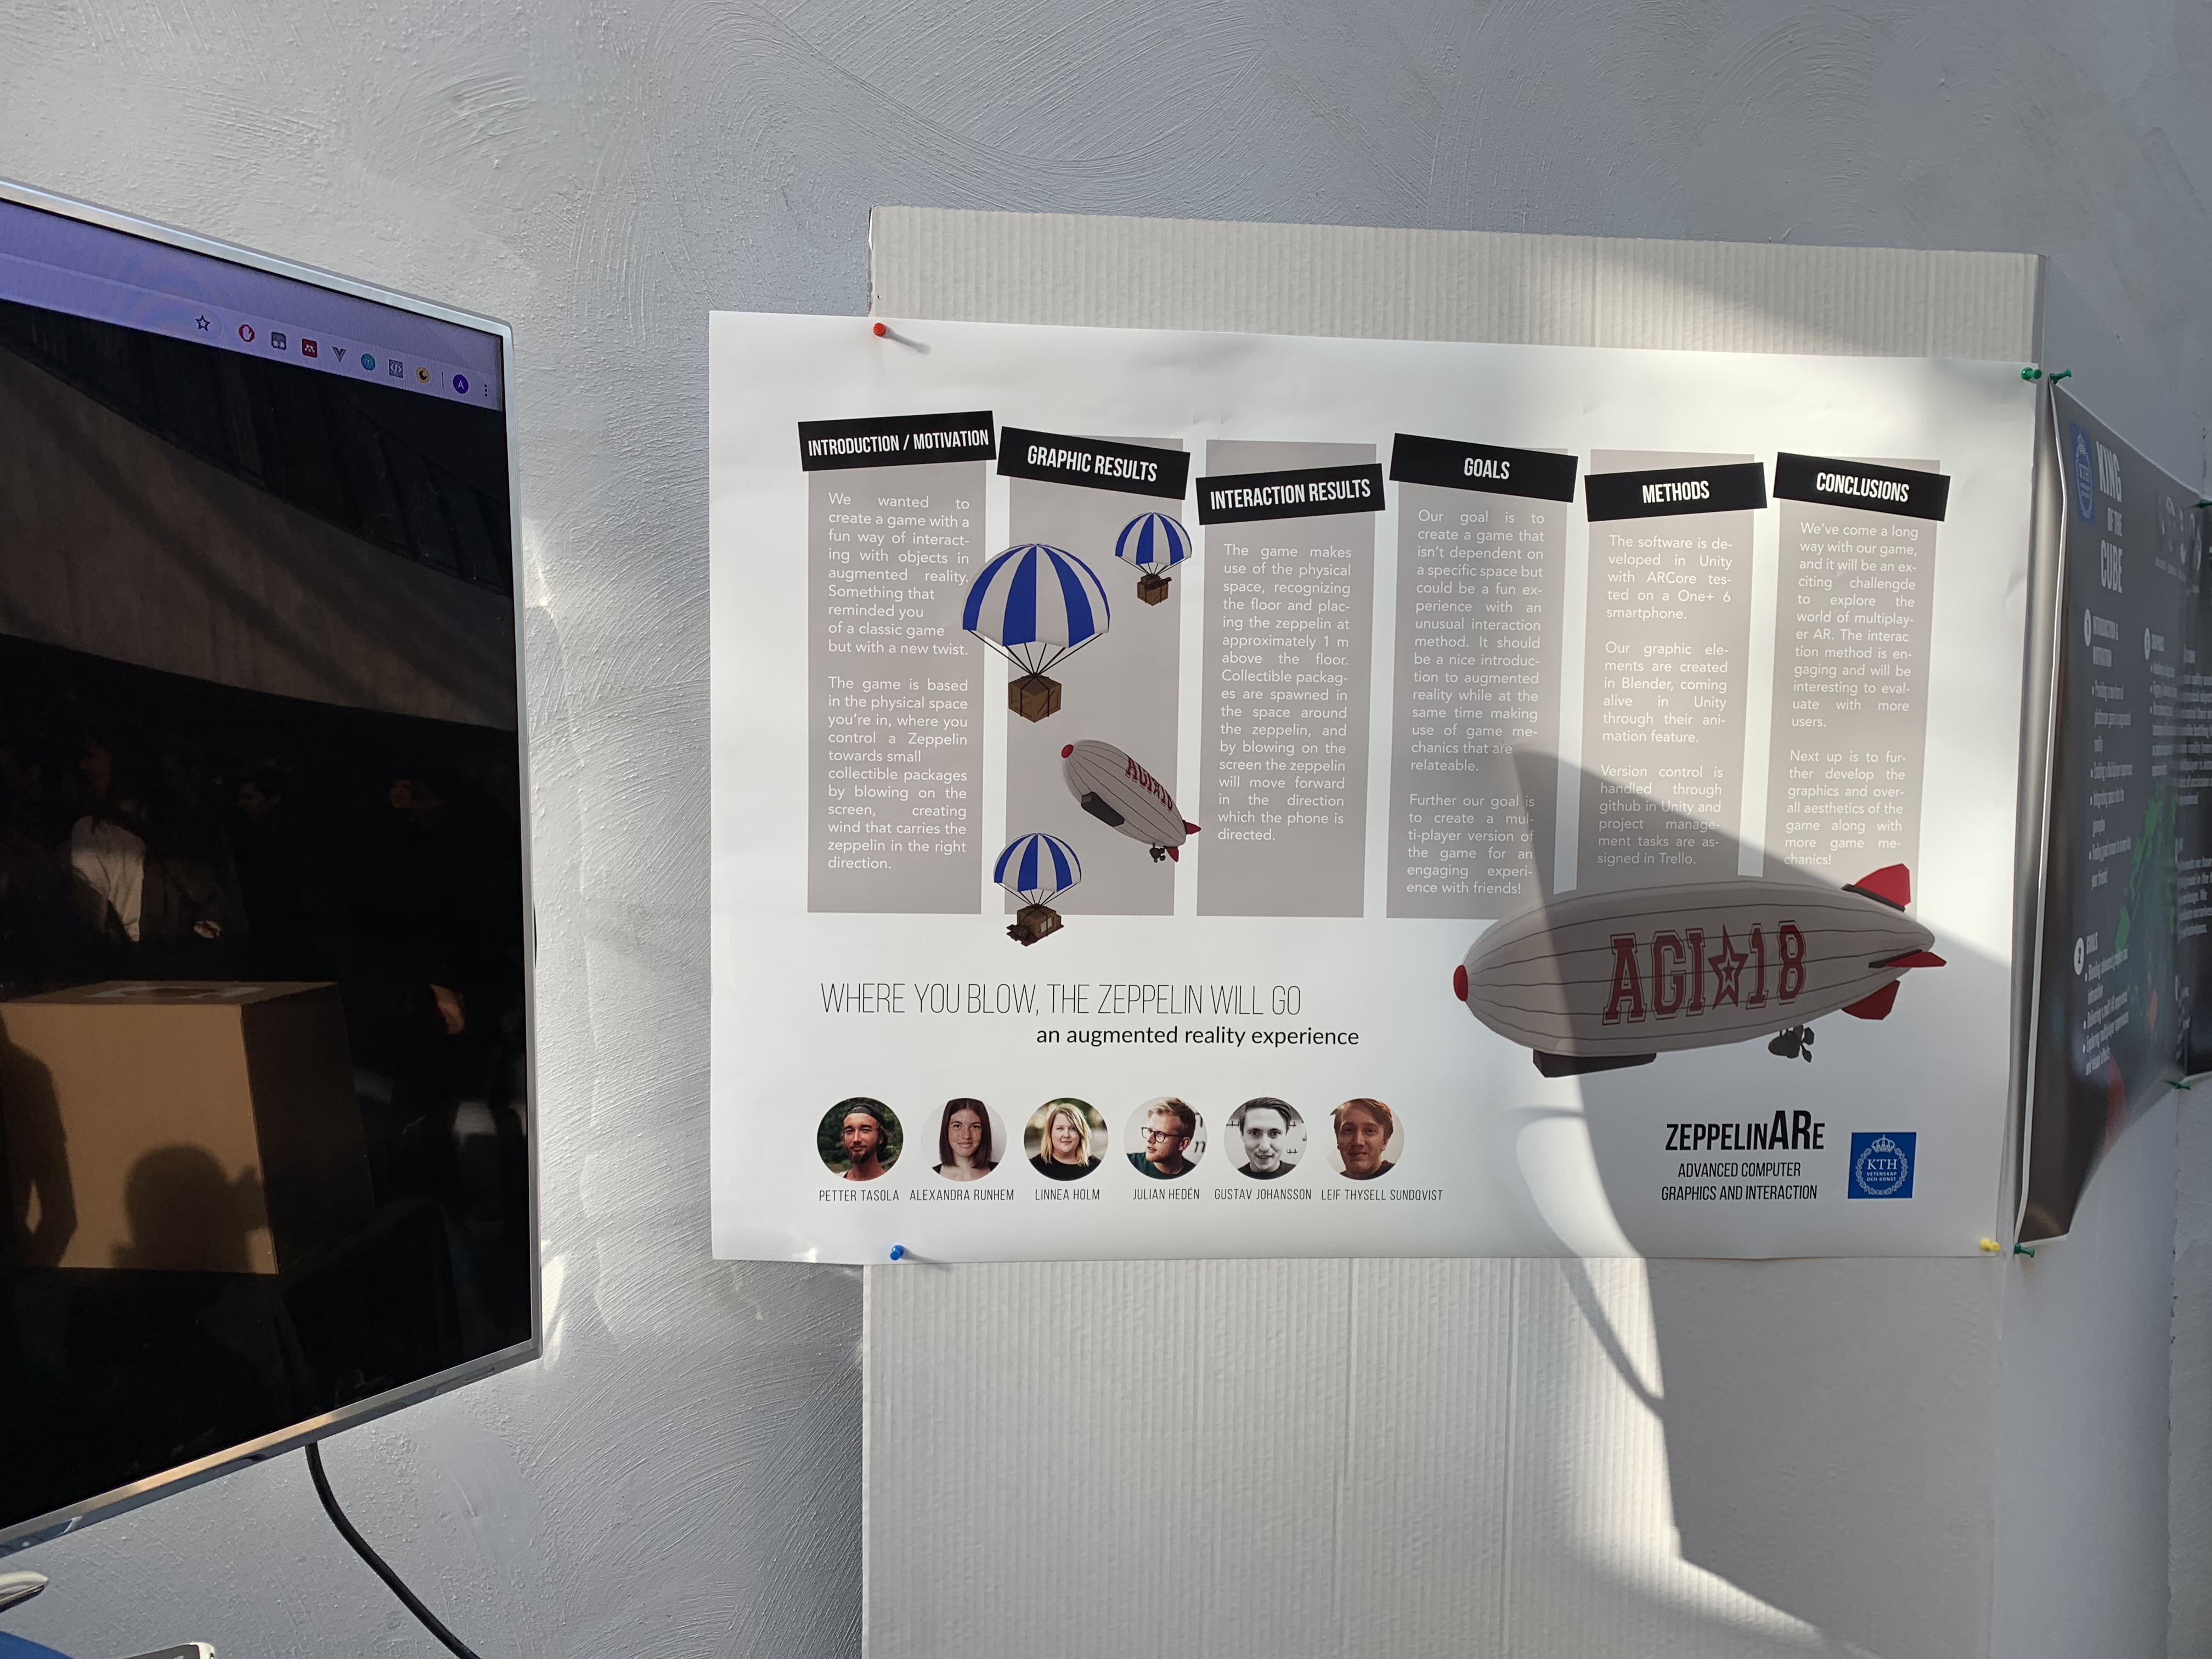 INTRODUCTION / MOTIVATION
We wanted to
create a game with a
fun way of interact-
ing with objects in
augmented reality.
Something that
reminded you
of a classic game
but with a new twist.
The game is based
in the physical space
you're in, where you
control a Zeppelin
towards small
collectible packages
by blowing on the
screen, creating
wind that carries the
zeppelin in the right
direction.
GRAPHIC RESULTS
AGI★18
INTERACTION RESULTS
The game makes
use of the physical
space, recognizing
the floor and plac-
ing the zeppelin at
approximately 1 m
above the floor.
Collectible packag-
es are spawned in
the space around
the zeppelin, and
by blowing on the
screen the zeppelin
will move forward
in the direction
which the phone is
directed.
GOALS
Our goal is to
create a game that
isn't dependent on
a specific space but
could be a fun ex-
perience with an
unusual interaction
method. It should
be a nice introduc-
tion to augmented
reality while at the
same time making
use of game me-
chanics that are
relateable.
Further our goal is
to create a mul-
ti-player version of
the game for an
engaging experi-
ence with friends!
METHODS
The software is de-
veloped in Unity
with ARCore tes-
ted on a One+ 6
smartphone.
Our graphic ele-
ments are created
in Blender, coming
alive in Unity
through their ani-
mation feature.
Version control is
handled through
github in Unity and
project manage-
ment tasks are as-
signed in Trello.
CONCLUSIONS
We've come a long
way with our game,
and it will be an ex-
citing challengde
to explore the
world of multiplay-
er AR. The interac
tion method is en-
gaging and will be
interesting to eval-
uate with more
users.
Next up is to fur-
ther develop the
graphics and over-
all aesthetics of the
game along with
more game me-
chanics!
AGI★18
WHERE YOU BLOW, THE ZEPPELIN WILL GO
an augmented reality experience
PETTER TASOLA ALEXANDRA RUNHEM LINNEA HOLM JULIAN HEDÉN GUSTAV JOHANSSON LEIF THYSELL SUNDQVIST
ZEPPELINARE
ADVANCED COMPUTER
GRAPHICS AND INTERACTION
KTH
VETENSKAP
OCH KONST
KING
OF THE
CUBE
GOALS
A